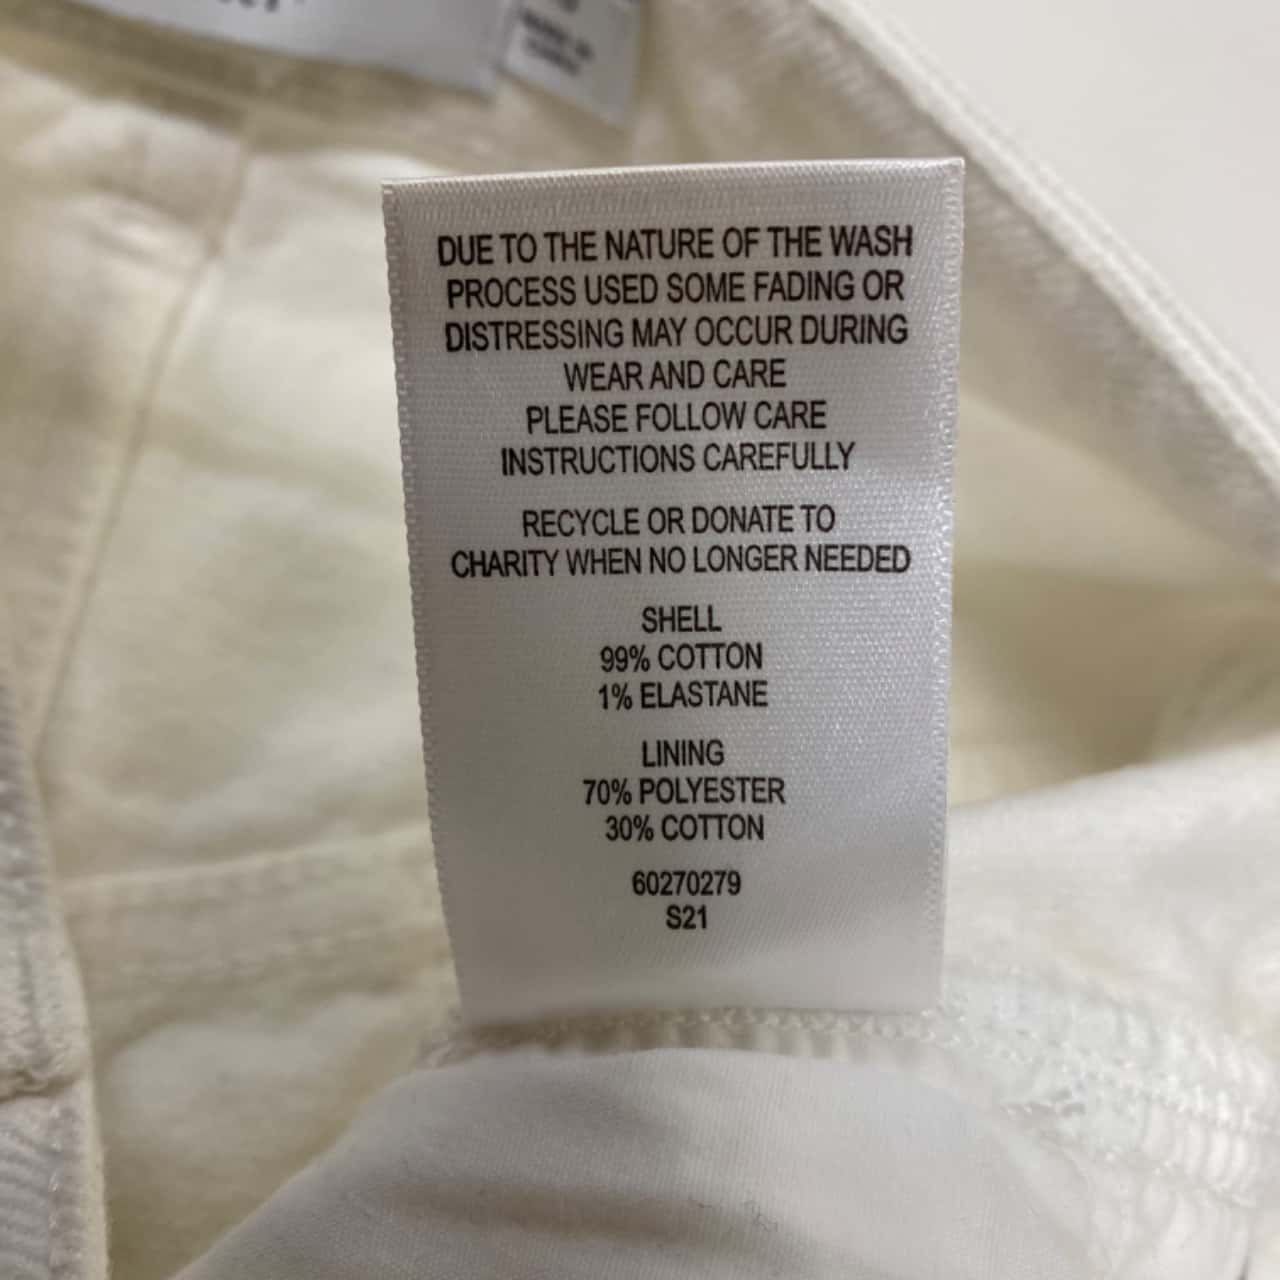 DUE TO THE NATURE OF THE WASH
PROCESS USED SOME FADING OR
DISTRESSING MAY OCCUR DURING
WEAR AND CARE
PLEASE FOLLOW CARE
INSTRUCTIONS CAREFULLY
RECYCLE OR DONATE TO
CHARITY WHEN NO LONGER NEEDED
SHELL
99% COTTON
1% ELASTANE
LINING
70% POLYESTER
30% COTTON
60270279
S21